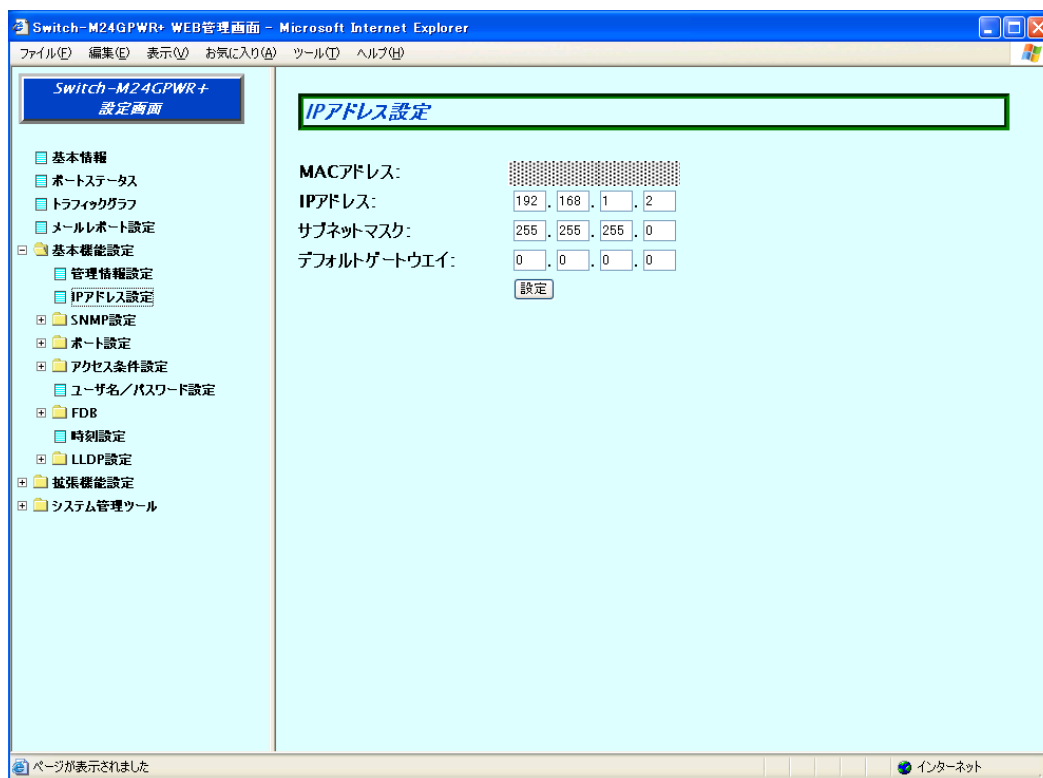 Switch-M24GPWR+ WEB管理画面 - Microsoft Internet Explorer
ファイル(F) 編集(E) 表示(V) お気に入り(A) ツール(T) ヘルプ(H)
Switch-M24GPWR+
設定画面
基本情報
ポートステータス
トラフィックグラフ
メールレポート設定
基本機能設定
管理情報設定
IPアドレス設定
SNMP設定
ポート設定
アクセス条件設定
ユーザ名/パスワード設定
FDB
時刻設定
LLDP設定
拡張機能設定
システム管理ツール
IPアドレス設定
MACアドレス:
IPアドレス: 192 . 168 . 1 . 2
サブネットマスク: 255 . 255 . 255 . 0
デフォルトゲートウエイ: 0 . 0 . 0 . 0
設定
ページが表示されました
インターネット